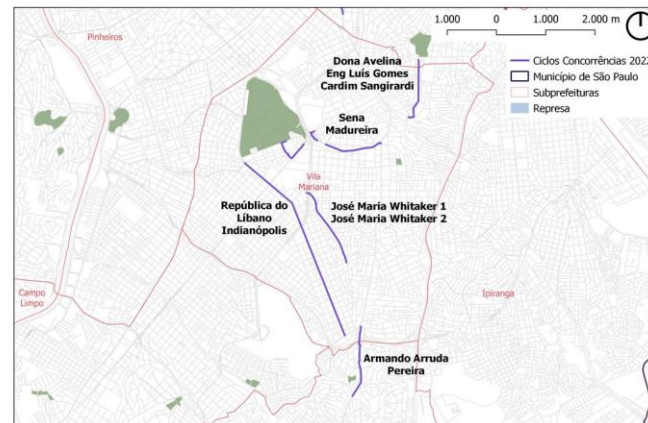 Pinheiros
1.000 0 1.000 2.000 m
Ciclos Concorrências 2022
Município de São Paulo
Subprefeituras
Represa
Dona Avelina
Eng Luís Gomes
Cardim Sangirardi
Sena
Madureira
Vila
Mariana
República do
Líbano
Indianópolis
José Maria Whitaker 1
José Maria Whitaker 2
Campo
Limpo
Ipiranga
Armando Arruda
Pereira